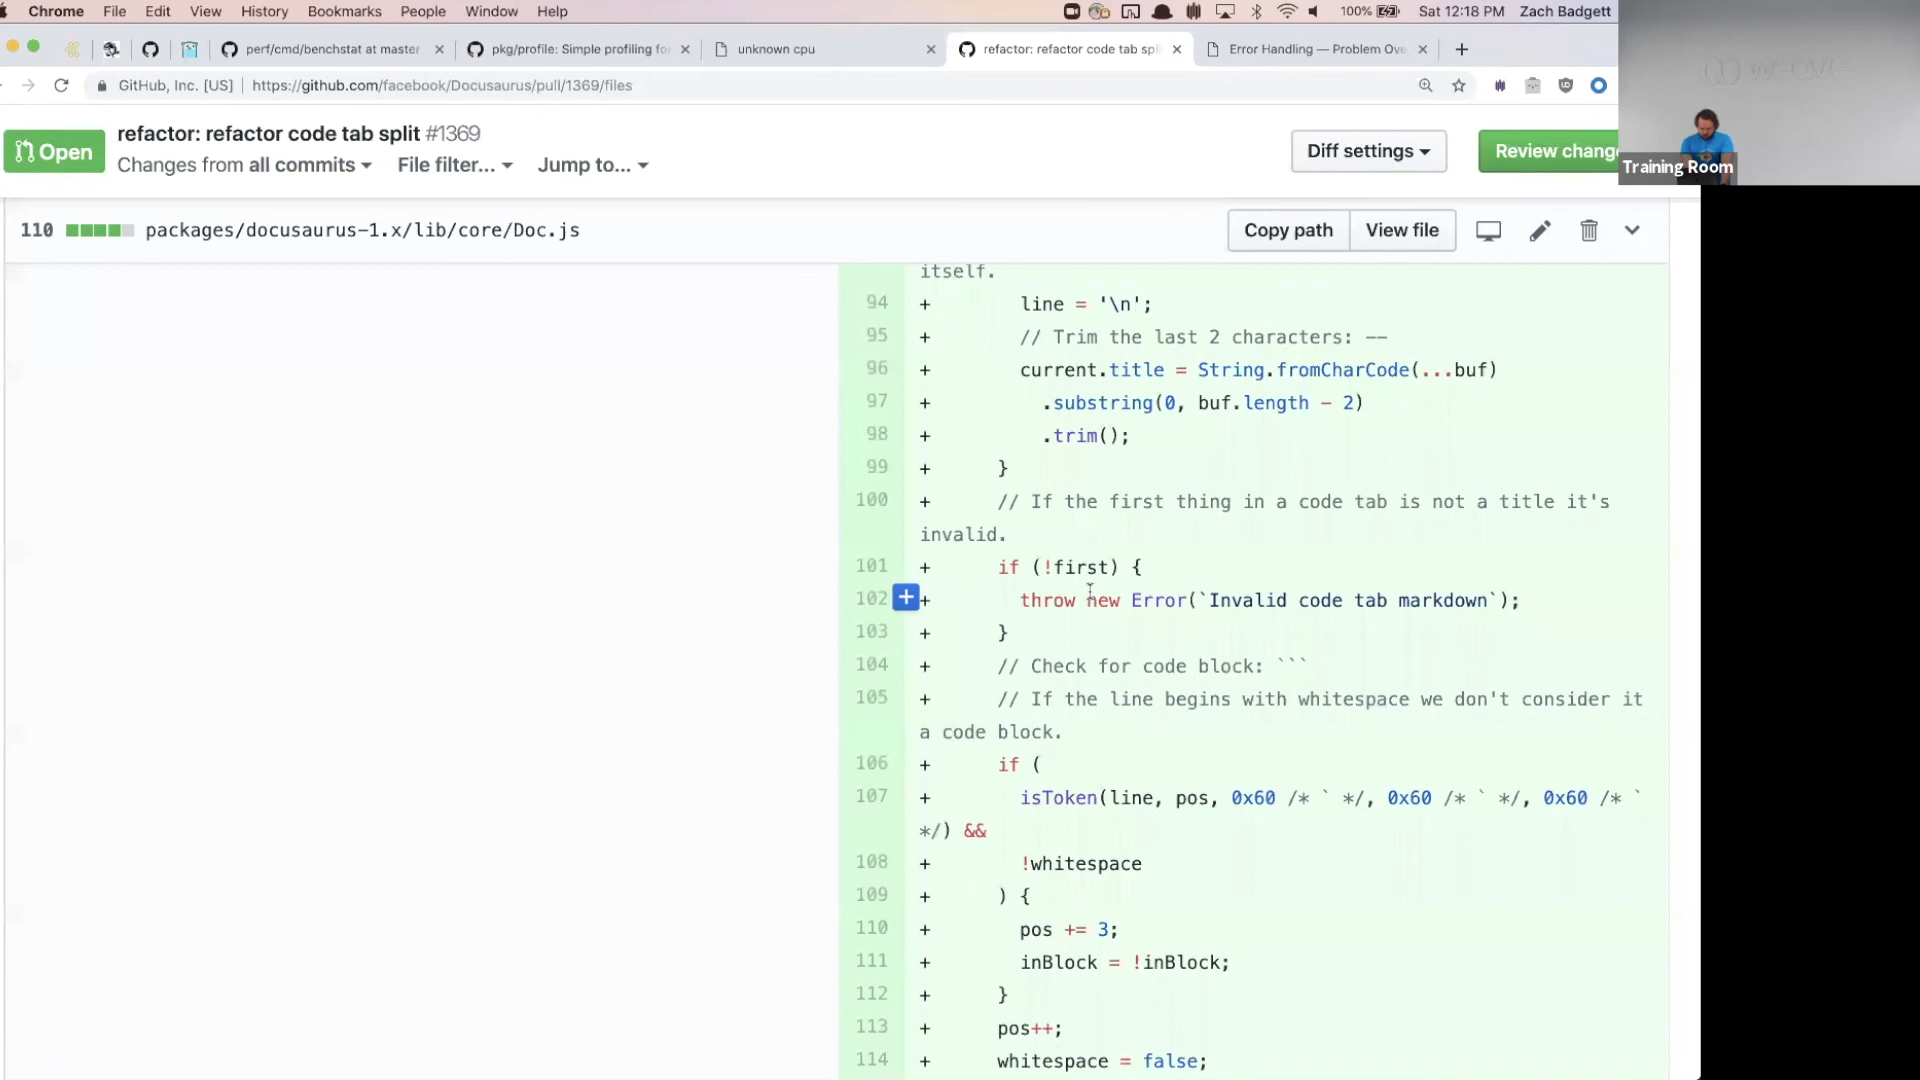 Chrome File Edit View History Bookmarks People Window Help 100% Sat 12:18 PM Zach Badgett
perf/cmd/benchstat at master pkg/profile: Simple profiling fo unknown cpu refactor: refactor code tab spli Error Handling — Problem Ove
GitHub, Inc. [US] https://github.com/facebook/Docusaurus/pull/1369/files
Open refactor: refactor code tab split #1369
Changes from all commits File filter... Jump to... Diff settings Review chang
Training Room
110 packages/docusaurus-1.x/lib/core/Doc.js Copy path View file
itself.
94 + line = '\n';
95 + // Trim the last 2 characters: --
96 + current.title = String.fromCharCode(...buf)
97 + .substring(0, buf.length - 2)
98 + .trim();
99 + }
100 + // If the first thing in a code tab is not a title it's
invalid.
101 + if (!first) {
102 + throw new Error(`Invalid code tab markdown`);
103 + }
104 + // Check for code block: ```
105 + // If the line begins with whitespace we don't consider it
a code block.
106 + if (
107 + isToken(line, pos, 0x60 /* ` */, 0x60 /* ` */, 0x60 /* `
*/) &&
108 + !whitespace
109 + ) {
110 + pos += 3;
111 + inBlock = !inBlock;
112 + }
113 + pos++;
114 + whitespace = false;